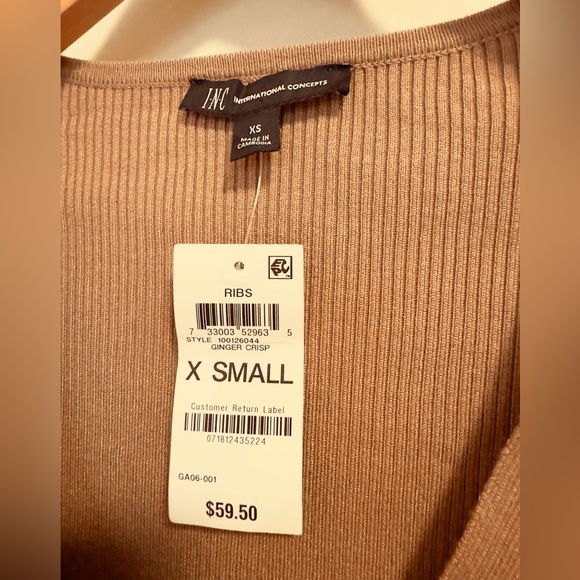 I·N·C INTERNATIONAL CONCEPTS
XS
MADE IN
CAMBODIA
RIBS
7 33003 52963 5
STYLE 100126044
GINGER CRISP
X SMALL
Customer Return Label
071812435224
GA06-001
$59.50